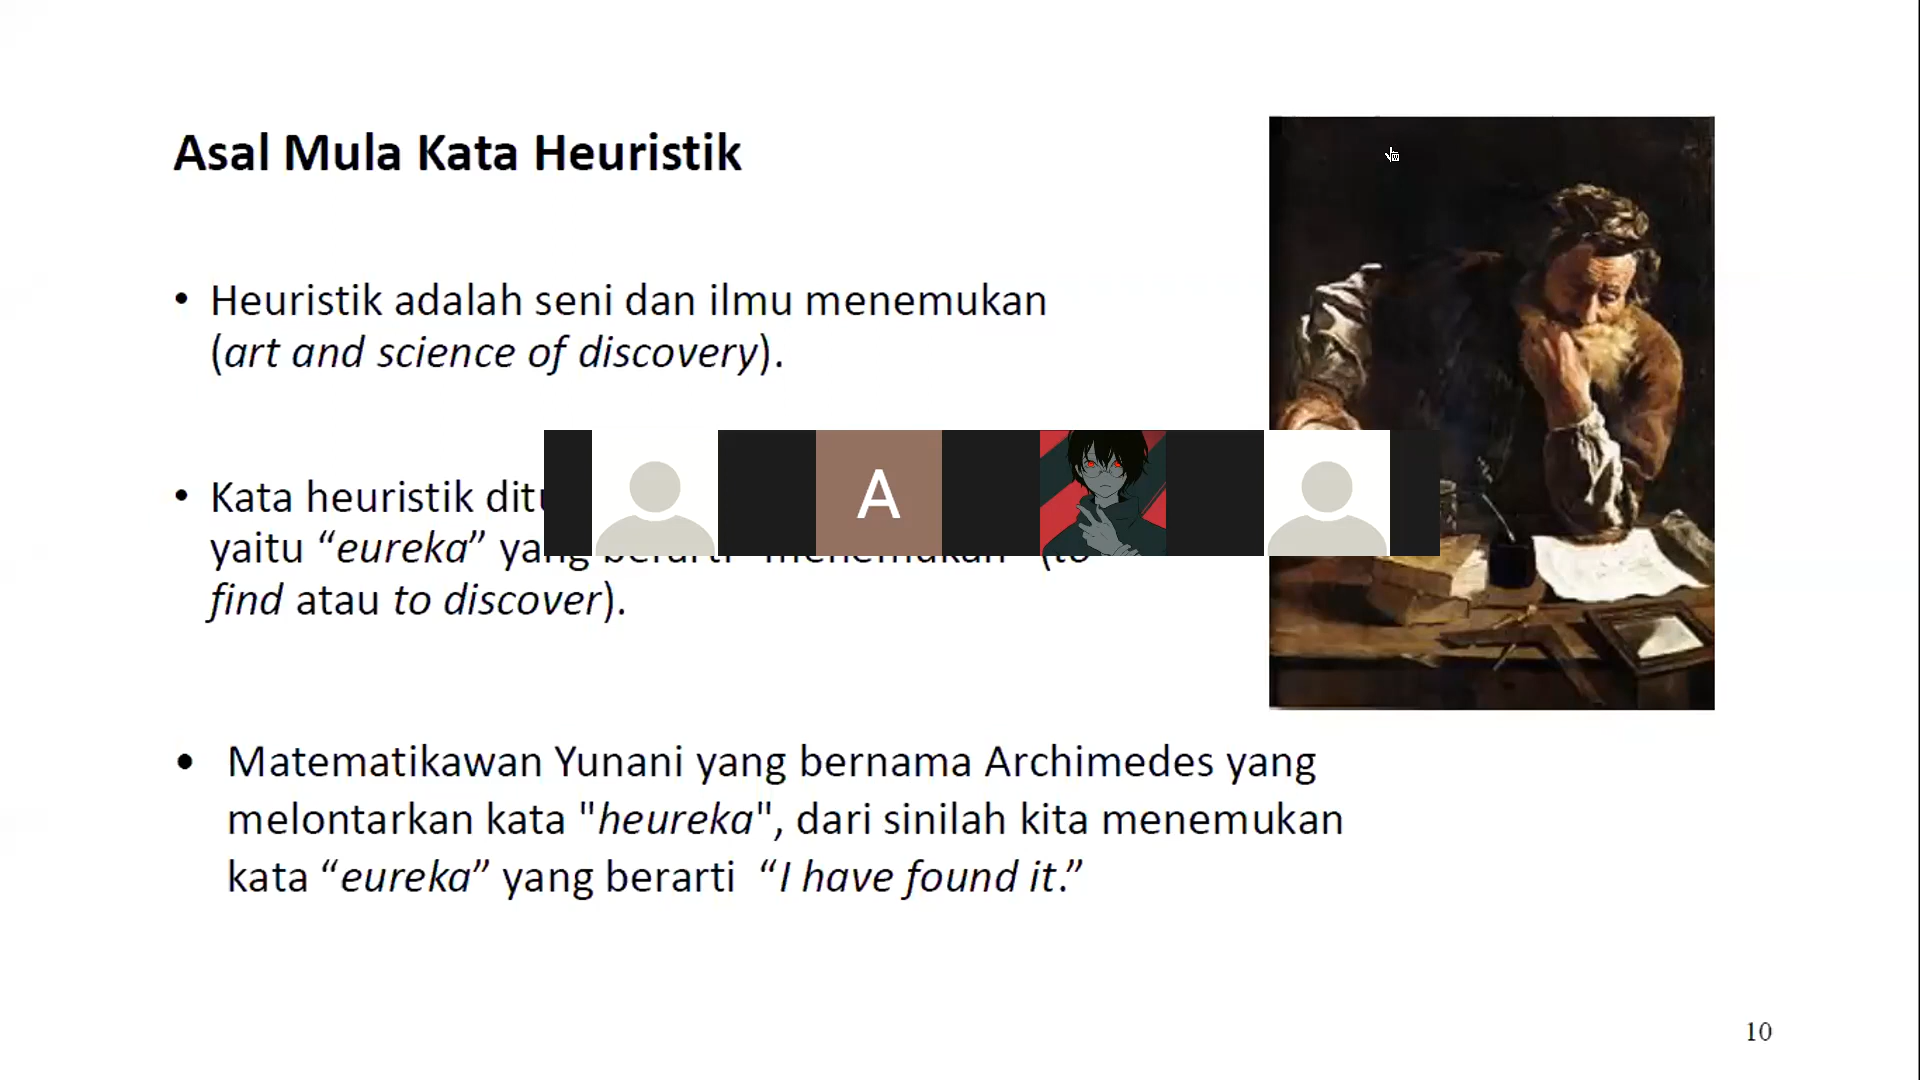 Asal Mula Kata Heuristik
• Heuristik adalah seni dan ilmu menemukan
(art and science of discovery).
• Kata heuristik
A
yaitu “eureka” yang berarti “menemukan” (to
find atau to discover).
• Matematikawan Yunani yang bernama Archimedes yang
melontarkan kata "heureka", dari sinilah kita menemukan
kata “eureka” yang berarti “I have found it.”
10